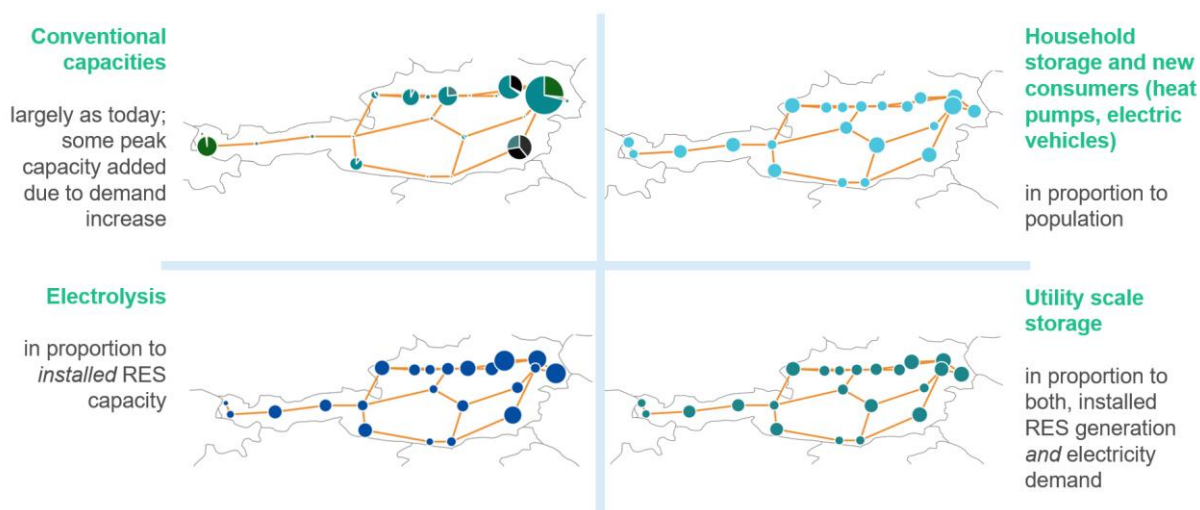 Conventional
capacities
largely as today;
some peak
capacity added
due to demand
increase
Household
storage and new
consumers (heat
pumps, electric
vehicles)
in proportion to
population
Electrolysis
in proportion to
installed RES
capacity
Utility scale
storage
in proportion to
both, installed
RES generation
and electricity
demand